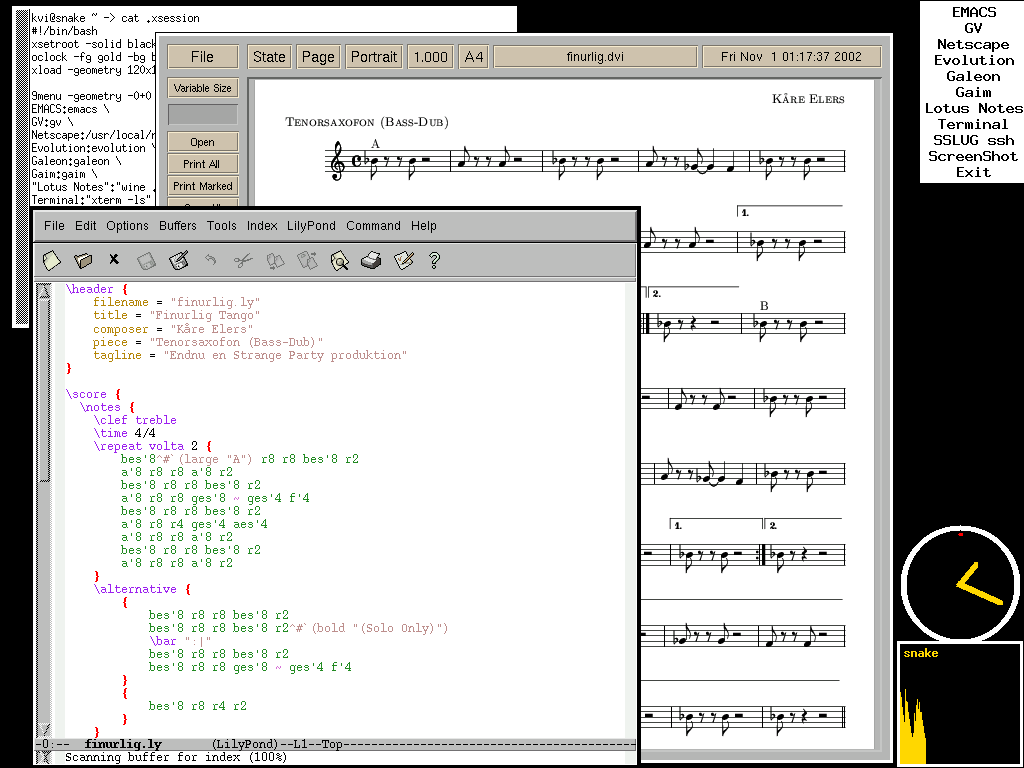 kvi@snake ~ -> cat .xsession
#!/bin/bash
xsetroot -solid black
oclock -fg gold -bg b
xload -geometry 120x1
9menu -geometry -0+0
EMACS:emacs \
GV:gv \
Netscape:/usr/local/n
Evolution:evolution \
Galeon:galeon \
Gaim:gaim \
"Lotus Notes":"wine
Terminal:"xterm -ls"
File
State
Page
Portrait
1.000
A4
finurlig.dvi
Fri Nov 1 01:17:37 2002
Variable Size
Open
Print All
Print Marked
Kåre Elers
Tenorsaxofon (Bass-Dub)
A
1.
2.
B
1.
2.
EMACS
GV
Netscape
Evolution
Galeon
Gaim
Lotus Notes
Terminal
SSLUG ssh
ScreenShot
Exit
File Edit Options Buffers Tools Index LilyPond Command Help
\header {
filename = "finurlig.ly"
title = "Finurlig Tango"
composer = "Kåre Elers"
piece = "Tenorsaxofon (Bass-Dub)"
tagline = "Endnu en Strange Party produktion"
}
\score {
\notes {
\clef treble
\time 4/4
\repeat volta 2 {
bes'8^#`(large "A") r8 r8 bes'8 r2
a'8 r8 r8 a'8 r2
bes'8 r8 r8 bes'8 r2
a'8 r8 r8 ges'8 ~ ges'4 f'4
bes'8 r8 r8 bes'8 r2
a'8 r8 r4 ges'4 aes'4
a'8 r8 r8 a'8 r2
bes'8 r8 r8 bes'8 r2
a'8 r8 r8 a'8 r2
}
\alternative {
{
bes'8 r8 r8 bes'8 r2
bes'8 r8 r8 bes'8 r2^#`(bold "(Solo Only)")
\bar ":|"
bes'8 r8 r8 bes'8 r2
bes'8 r8 r8 ges'8 ~ ges'4 f'4
}
{
bes'8 r8 r4 r2
}
}
-0:-- finurlig.ly (LilyPond)--L1--Top
Scanning buffer for index (100%)
snake